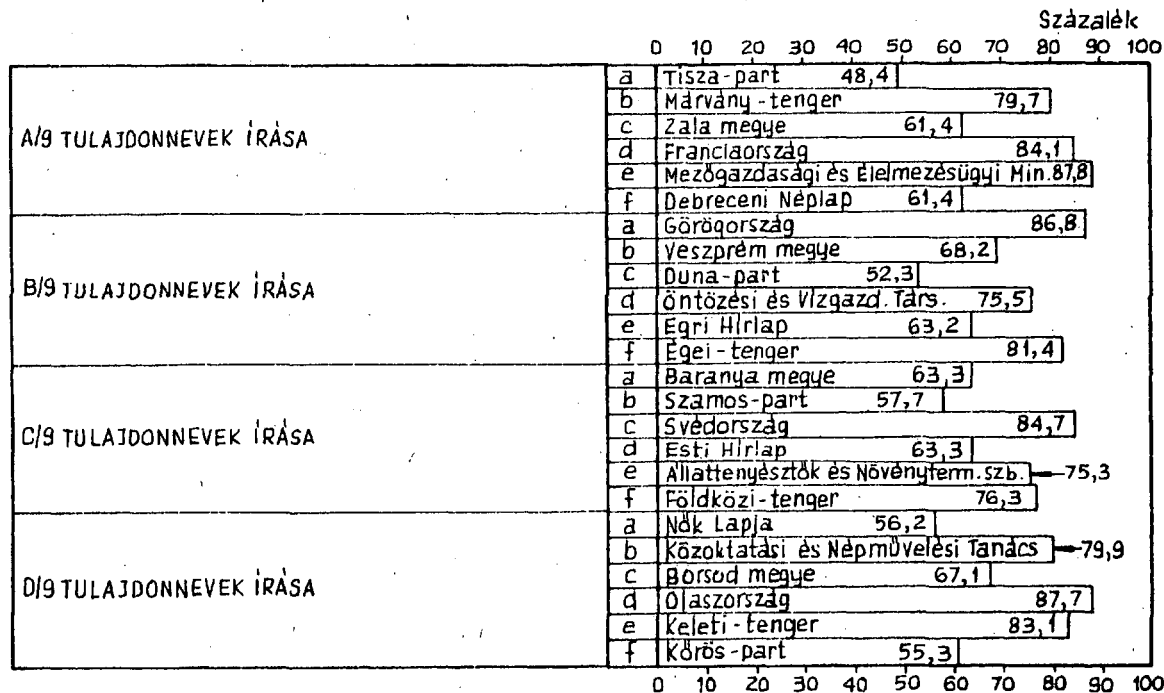 Százalék
0 10 20 30 40 50 60 70 80 90 100
A/9 TULAJDONNEVEK ÍRÁSA
a Tisza-part 48,4
b Márvány-tenger 79,7
c Zala megye 61,4
d Franciaország 84,1
e Mezőgazdasági és Élelmezésügyi Min. 87,8
f Debreceni Néplap 61,4
B/9 TULAJDONNEVEK ÍRÁSA
a Görögország 86,8
b Veszprém megye 68,2
c Duna-part 52,3
d Öntözési és Vízgazd. Társ. 75,5
e Egri Hírlap 63,2
f Égei-tenger 81,4
C/9 TULAJDONNEVEK ÍRÁSA
a Baranya megye 63,3
b Szamos-part 57,7
c Svédország 84,7
d Esti Hírlap 63,3
e Állattenyésztők és Növényterm. Szb. 75,3
f Földközi-tenger 76,3
D/9 TULAJDONNEVEK ÍRÁSA
a Nők Lapja 56,2
b Közoktatási és Népművelési Tanács 79,9
c Borsod megye 67,1
d Olaszország 87,7
e Keleti-tenger 83,1
f Körös-part 55,3
0 10 20 30 40 50 60 70 80 90 100